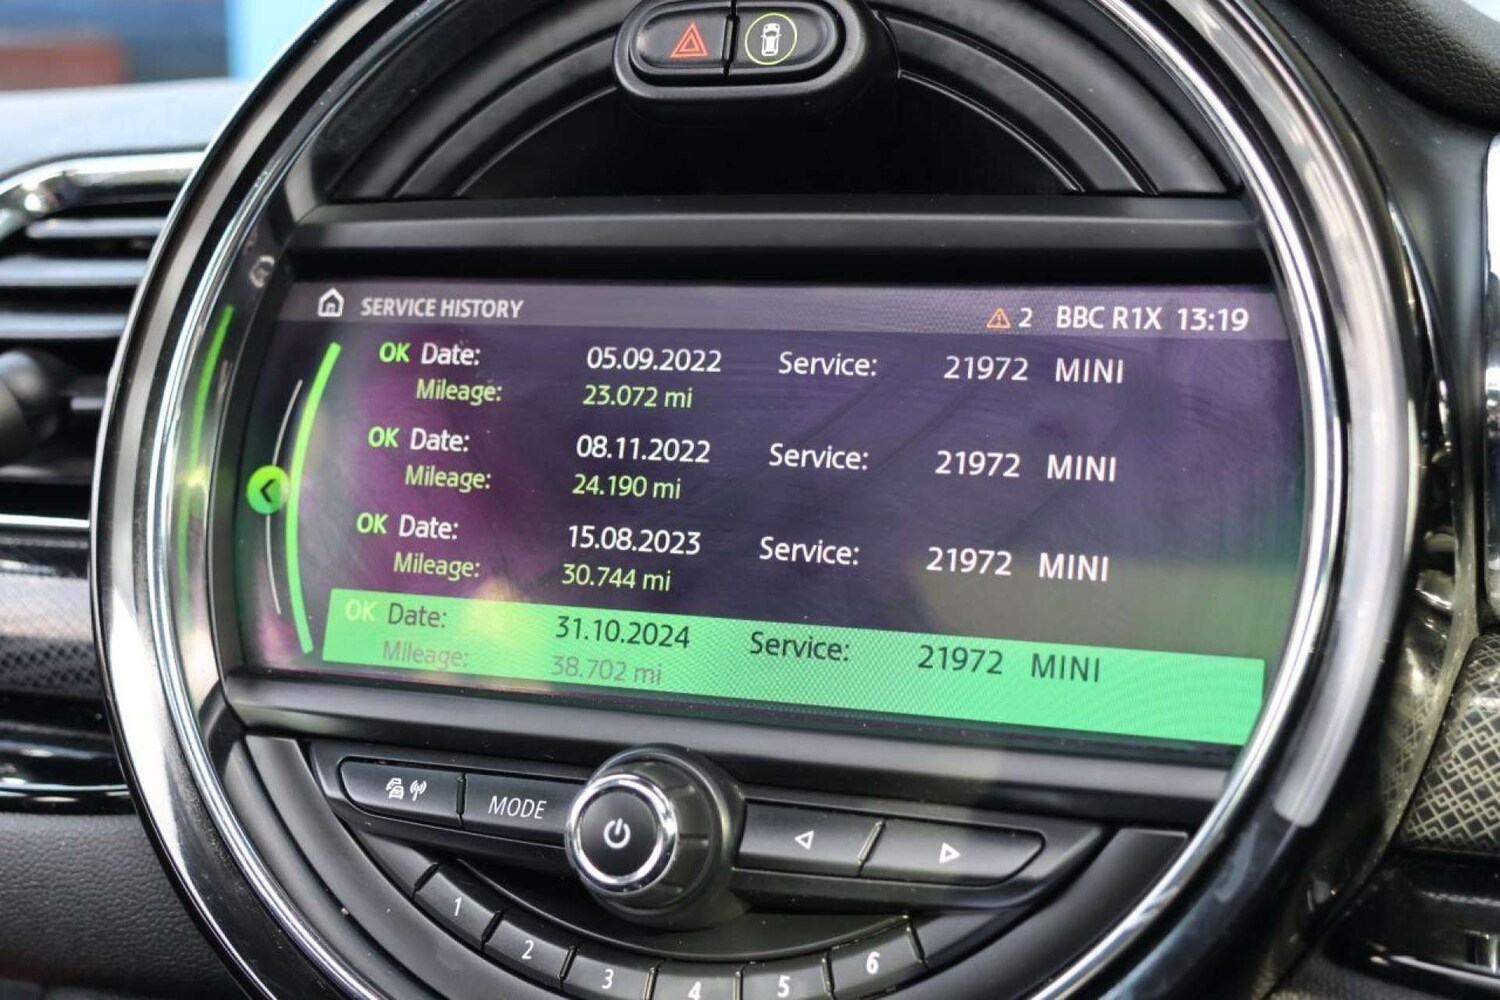 SERVICE HISTORY 2 BBC R1X 13:19
OK Date: 05.09.2022 Service: 21972 MINI
Mileage: 23.072 mi
OK Date: 08.11.2022 Service: 21972 MINI
Mileage: 24.190 mi
OK Date: 15.08.2023 Service: 21972 MINI
Mileage: 30.744 mi
OK Date: 31.10.2024 Service: 21972 MINI
Mileage: 38.702 mi
MODE
1 2 3 4 5 6